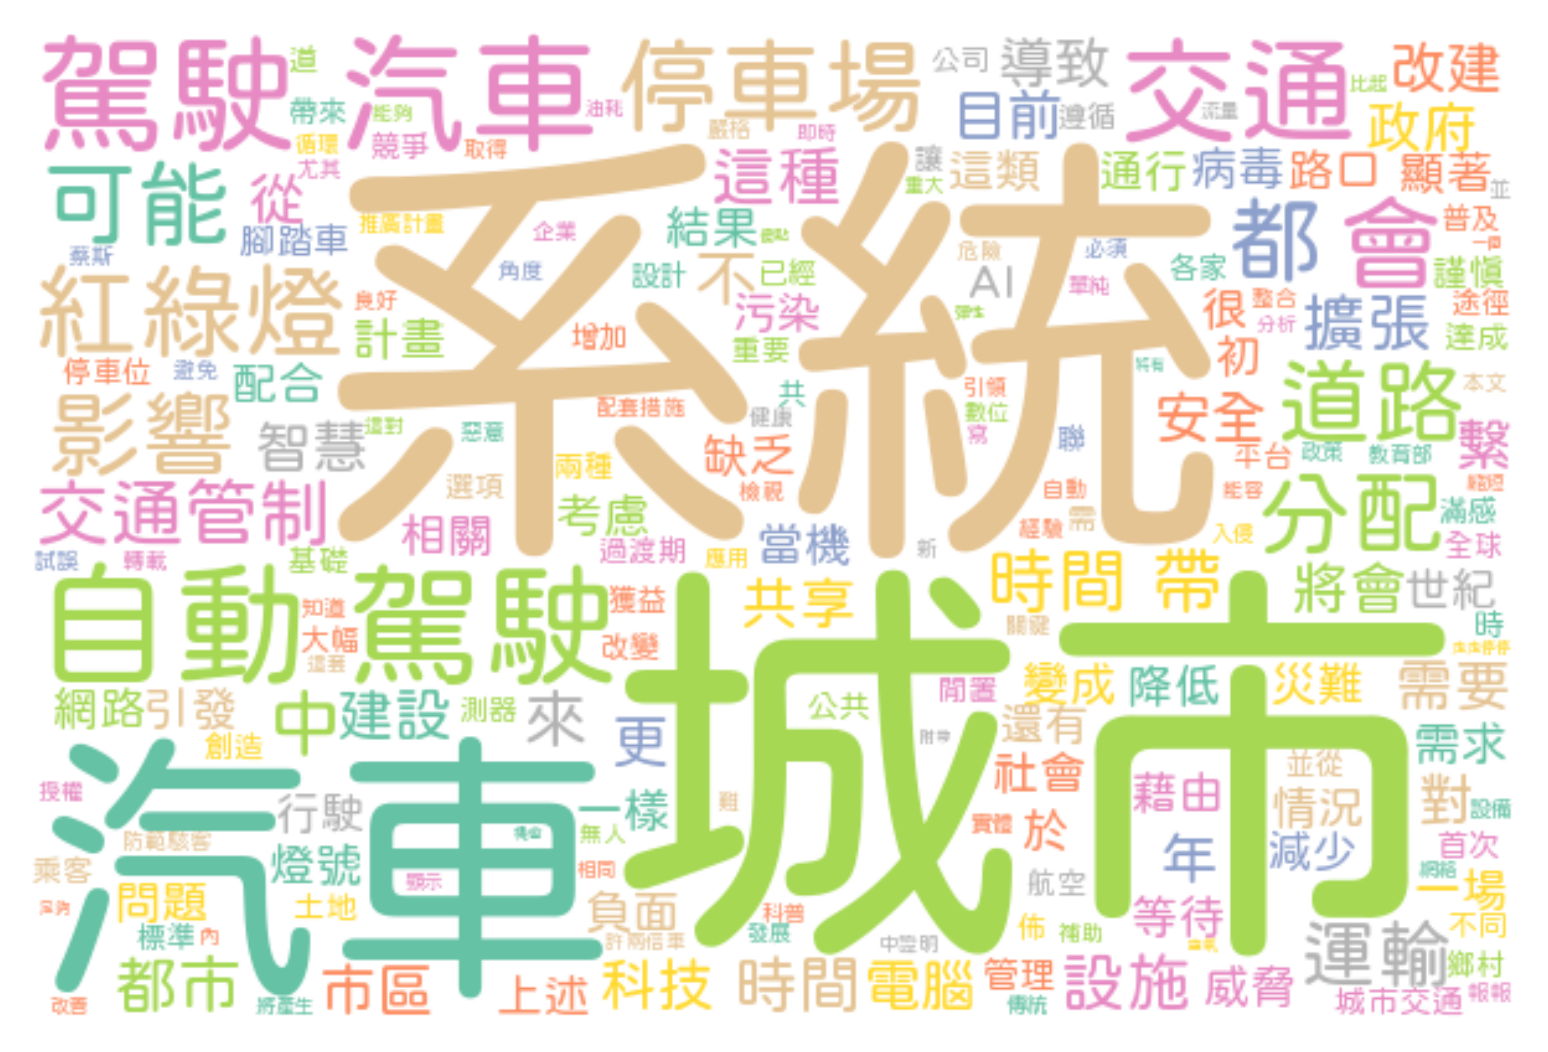 駕駛
道
汽車
停車場
公司
導致
交通
比起
改建
帶來
能夠
油耗
嚴格
即時
目前
遵循
流量
政府
循環
競爭
取得
尤其
可能
從
這種
讓
重大
這類
通行
病毒
路口
顯著
並
系統
推廣計畫
腳踏車
蔡斯
企業
結果
都
會
普及
危險
必須
角度
設計
不
已經
AI
單純
各家
謹慎
紅綠燈
良好
計畫
增加
污染
重要
很
整合
分析
擴張
途徑
達成
初
停車位
避免
配合
引領
道路
本文
影響
智慧
這對
惡意
配套措施
共
健康
數位
寫
聯
安全
繫
缺乏
平台
政策
教育部
兩種
選項
檢視
自動
能容
分配
縮短
滿感
交通管制
相關
考慮
過渡期
應用
當機
新
經驗
需
入侵
全球
試誤
轉載
基礎
自動駕駛
知道
大幅
這套
獲益
改變
共享
時間
帶
將會
世紀
關鍵
時
城市
網路
引發
中
建設
測器
來
更
公共
閒置
變成
降低
災難
需要
創造
附帶
還有
需求
汽車
授權
行駛
一樣
無人
難
社會
並從
藉由
情況
對
設備
防範駭客
實體
於
年
減少
首次
網絡
乘客
燈號
顯示
相同
航空
一場
問題
土地
負面
科普
發展
佈
補助
等待
不同
標準
內
許兩倍車
中證明
運輸
鄉村
都市
市區
上述
科技
時間
電腦
管理
設施
威脅
改善
將產生
傳統
城市交通
報報